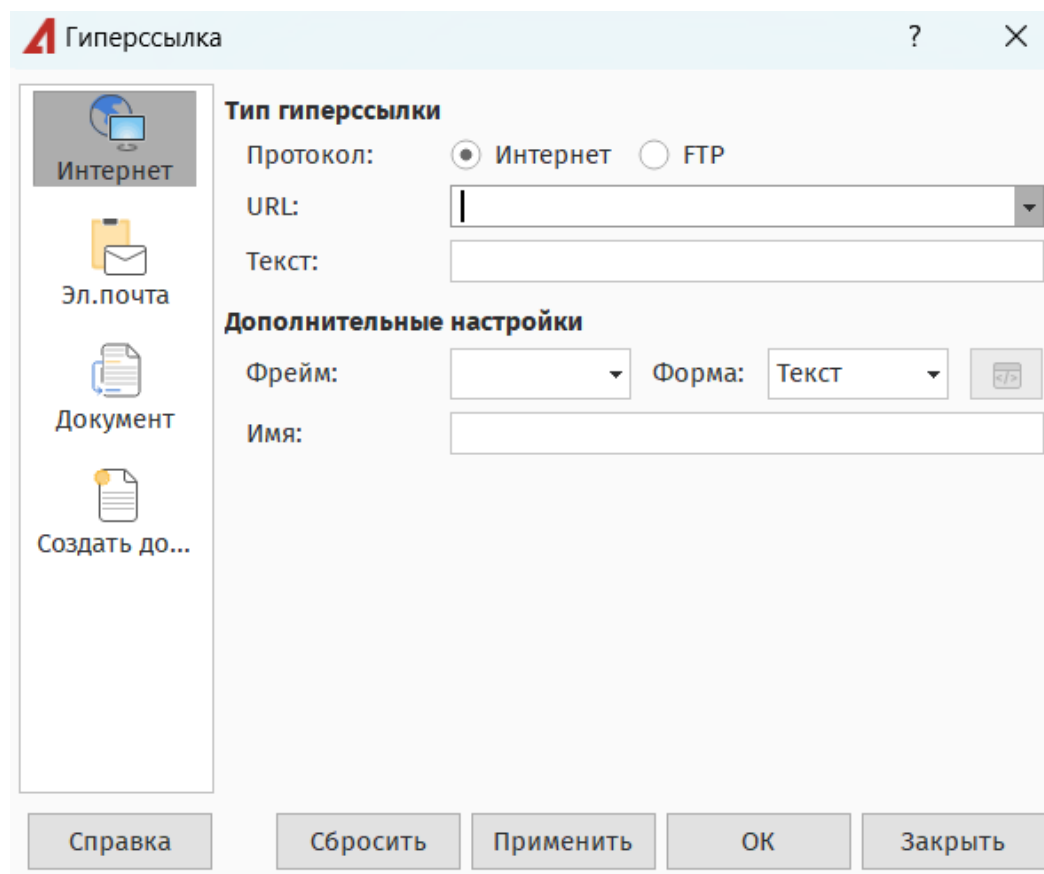 Гиперссылка ?
Интернет
Эл.почта
Документ
Создать до...
Тип гиперссылки
Протокол: Интернет FTP
URL:
Текст:
Дополнительные настройки
Фрейм: Форма: Текст
Имя:
Справка Сбросить Применить ОК Закрыть